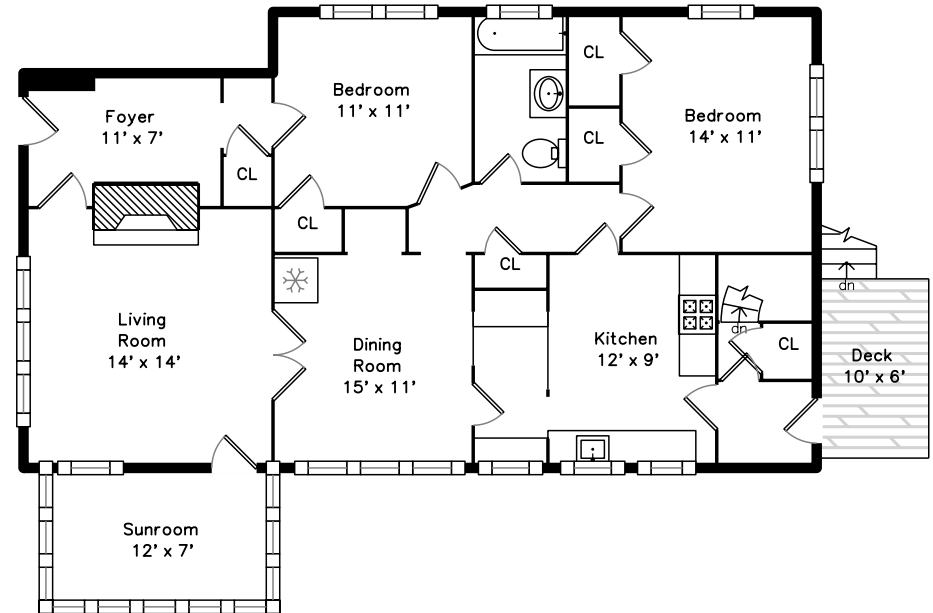 Foyer
11' x 7'
Bedroom
11' x 11'
CL
CL
Bedroom
14' x 11'
CL
CL
CL
dn
Living
Room
14' x 14'
Dining
Room
15' x 11'
Kitchen
12' x 9'
dn
CL
Deck
10' x 6'
Sunroom
12' x 7'